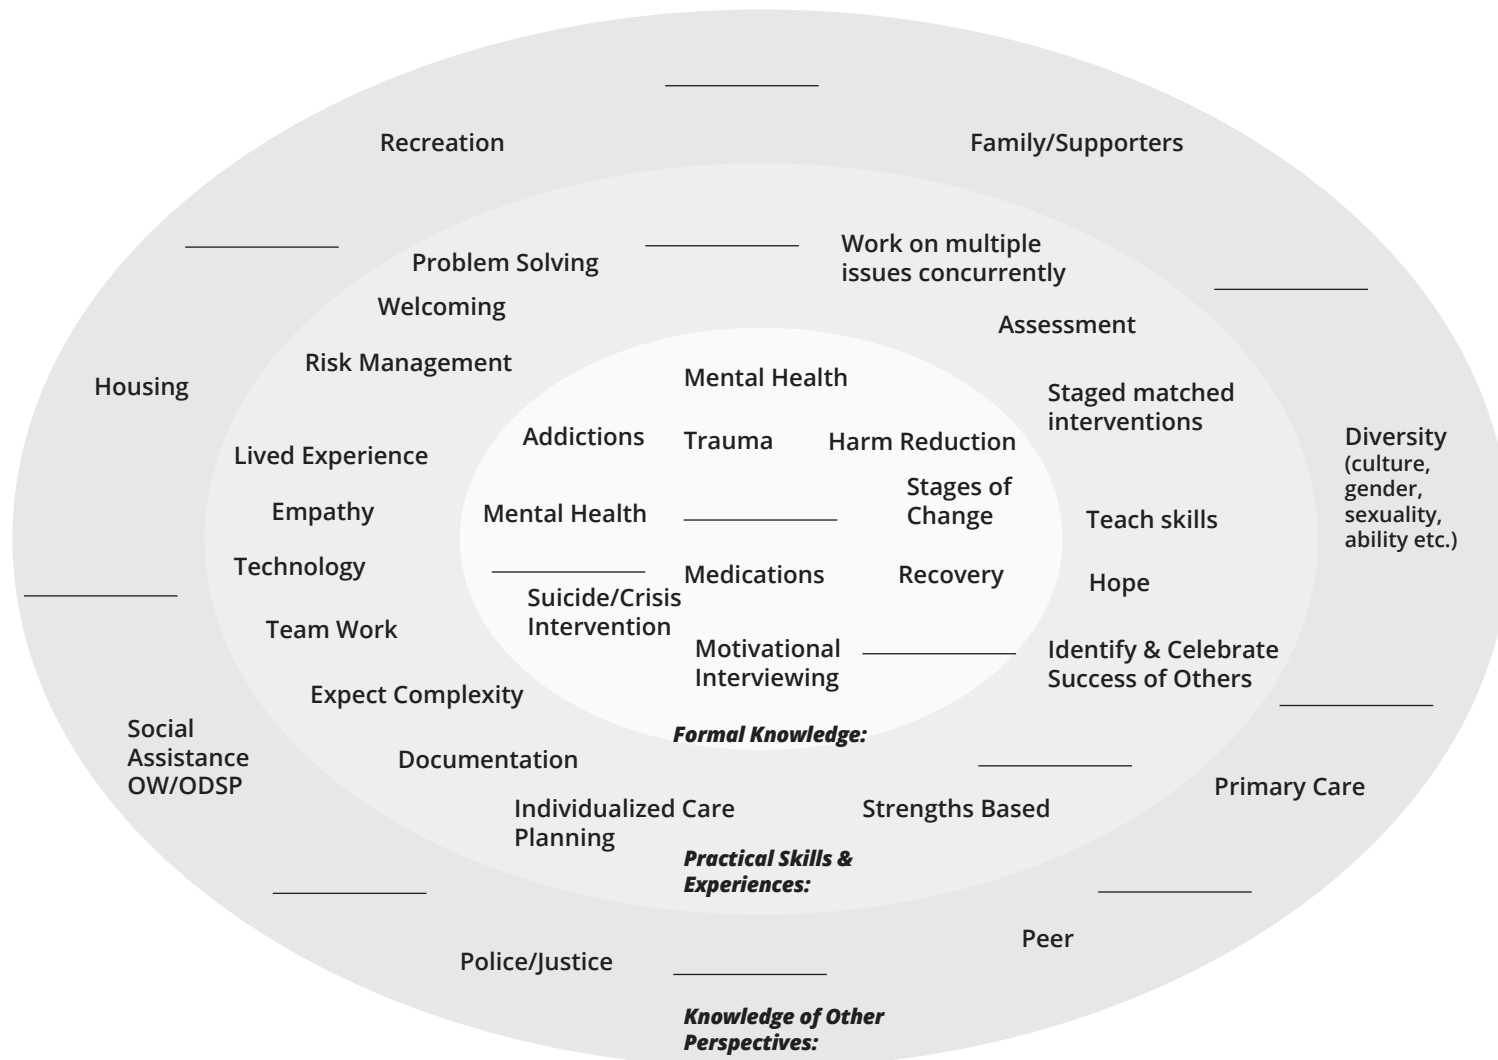 Recreation
Family/Supporters
Problem Solving
Work on multiple
issues concurrently
Welcoming
Assessment
Risk Management
Housing
Mental Health
Staged matched
interventions
Addictions
Trauma
Harm Reduction
Lived Experience
Diversity
(culture,
gender,
sexuality,
ability etc.)
Stages of
Change
Empathy
Mental Health
Teach skills
Technology
Medications
Recovery
Hope
Suicide/Crisis
Intervention
Team Work
Motivational
Interviewing
Identify & Celebrate
Success of Others
Expect Complexity
Social
Assistance
OW/ODSP
Formal Knowledge:
Documentation
Primary Care
Individualized Care
Planning
Strengths Based
Practical Skills &
Experiences:
Peer
Police/Justice
Knowledge of Other
Perspectives: